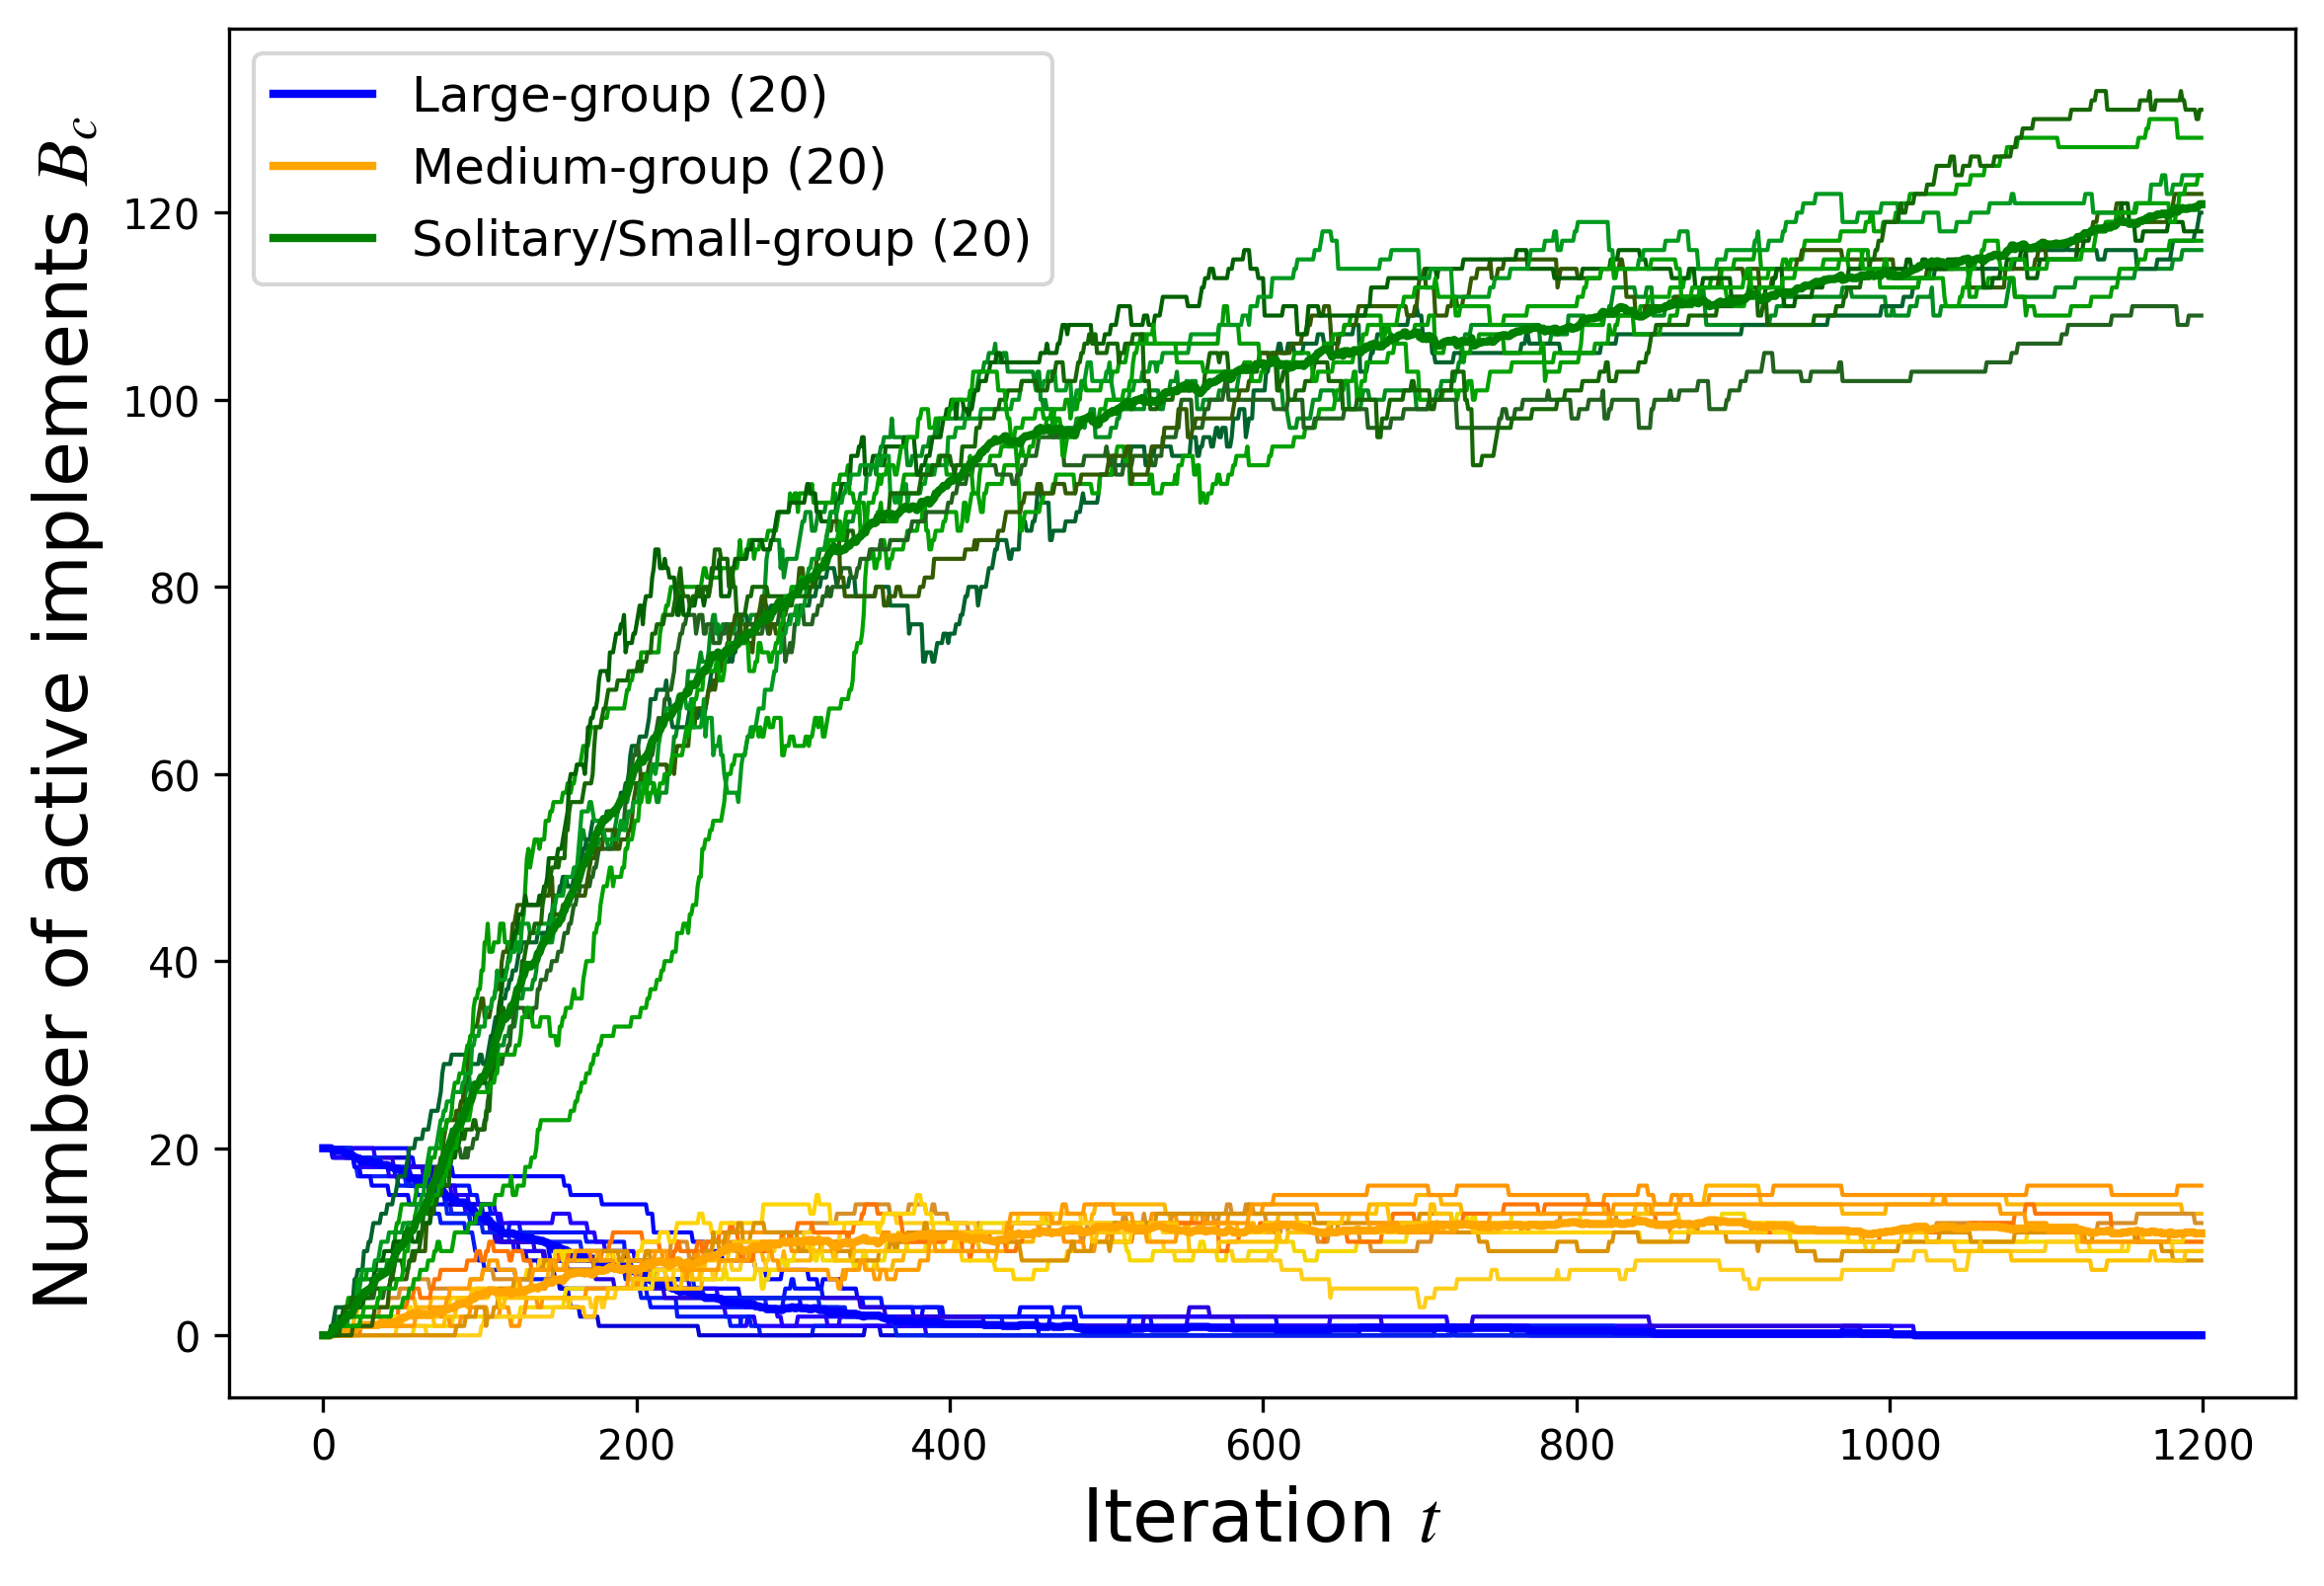 Large-group (20)
Medium-group (20)
Solitary/Small-group (20)
Number of active implements B_c
120
100
80
60
40
20
0
0 200 400 600 800 1000 1200
Iteration t